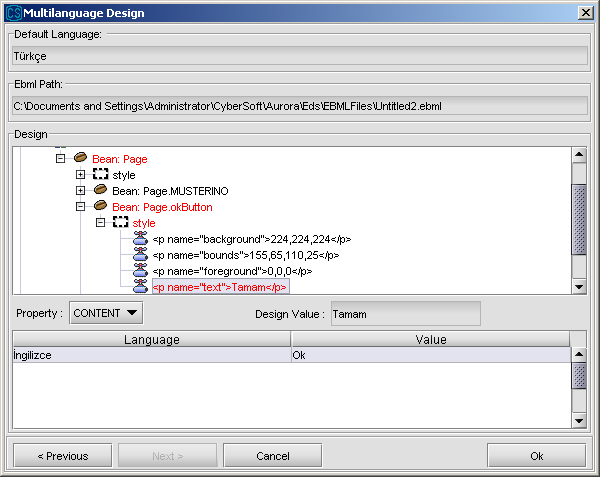 CS Multilanguage Design
Default Language:
Türkçe
Ebml Path:
C:\Documents and Settings\Administrator\CyberSoft\Aurora\Eds\EBMLFiles\Untitled2.ebml
Design
Bean: Page
style
Bean: Page.MUSTERINO
Bean: Page.okButton
style
<p name="background">224,224,224</p>
<p name="bounds">155,65,110,25</p>
<p name="foreground">0,0,0</p>
<p name="text">Tamam</p>
Property : CONTENT Design Value : Tamam
Language Value
İngilizce Ok
< Previous Next > Cancel Ok